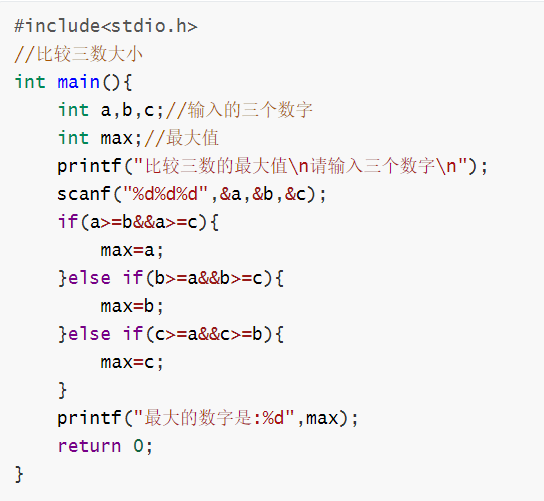 #include<stdio.h>
//比较三数大小
int main(){
    int a,b,c;//输入的三个数字
    int max;//最大值
    printf("比较三数的最大值\n请输入三个数字\n");
    scanf("%d%d%d",&a,&b,&c);
    if(a>=b&&a>=c){
        max=a;
    }else if(b>=a&&b>=c){
        max=b;
    }else if(c>=a&&c>=b){
        max=c;
    }
    printf("最大的数字是:%d",max);
    return 0;
}